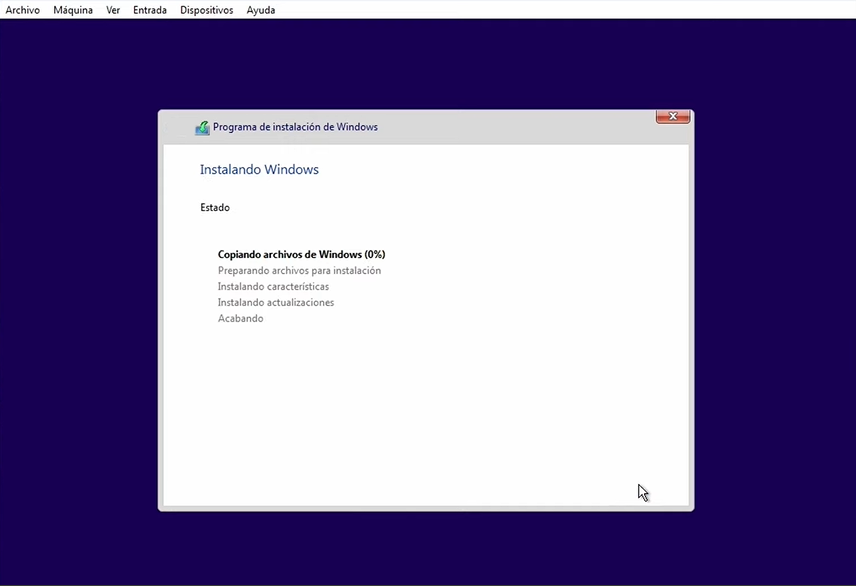 Archivo Máquina Ver Entrada Dispositivos Ayuda
Programa de instalación de Windows
Instalando Windows
Estado
Copiando archivos de Windows (0%)
Preparando archivos para instalación
Instalando características
Instalando actualizaciones
Acabando